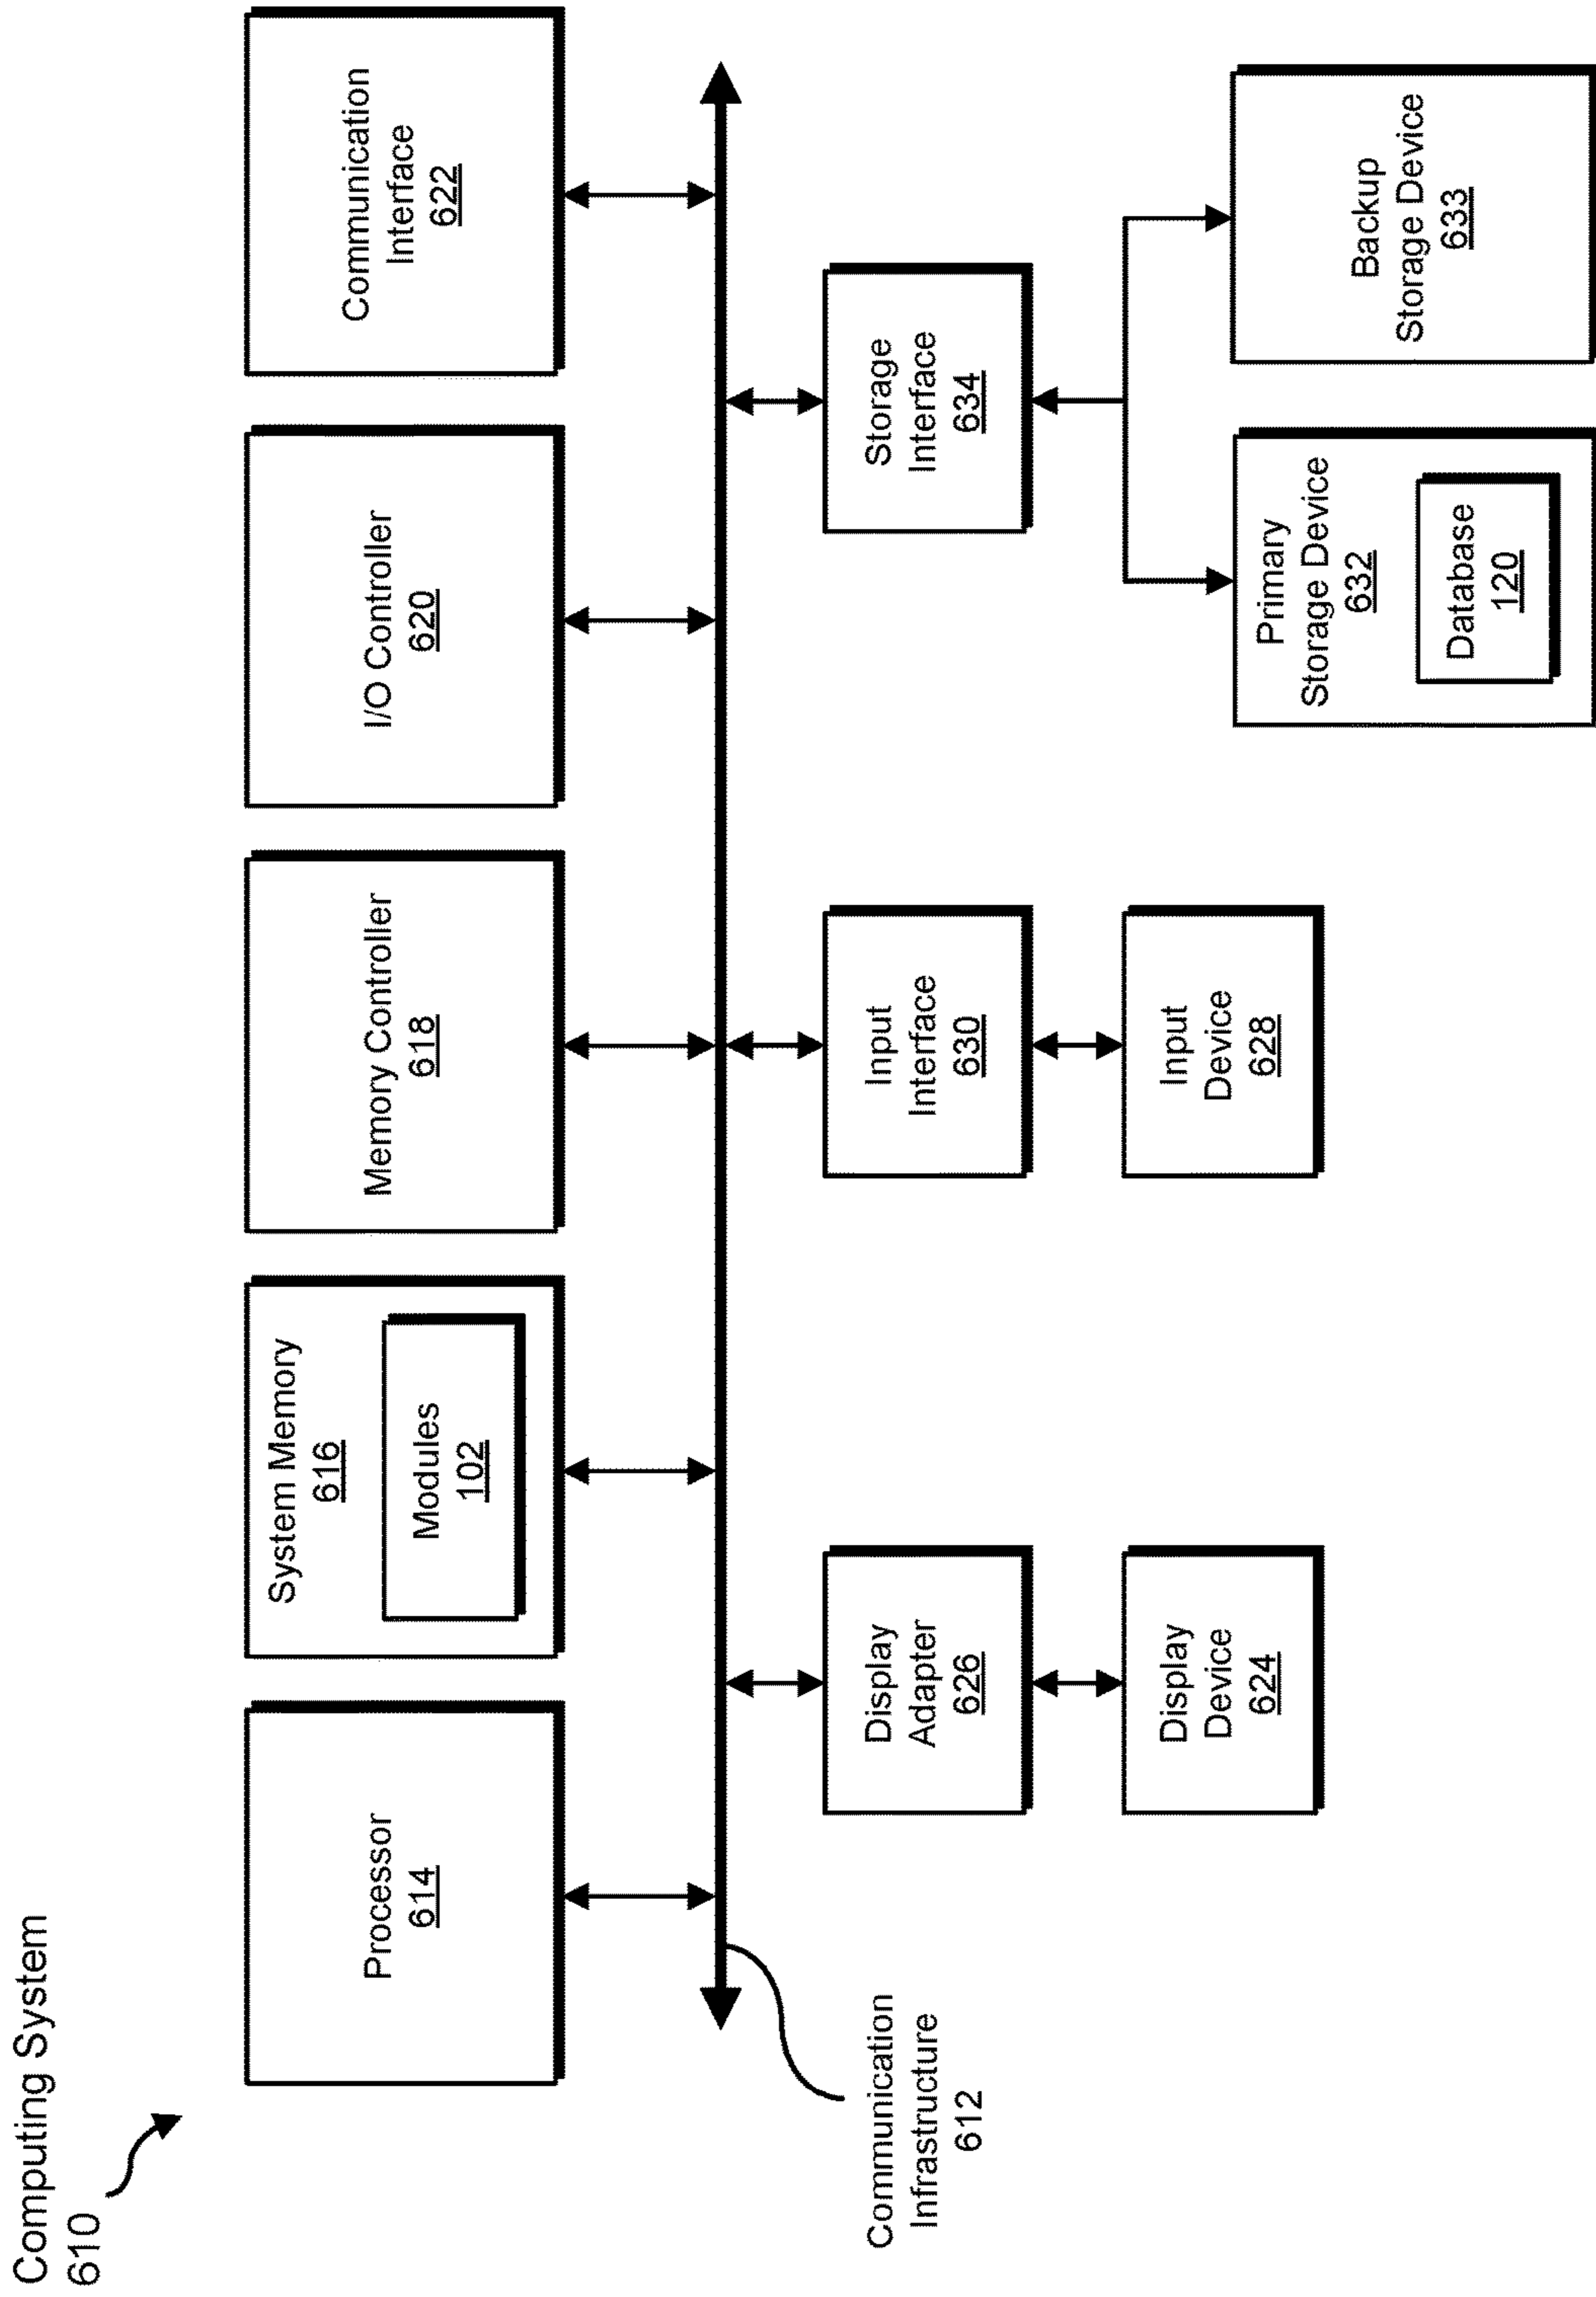 Computing System
610
Processor
614
System Memory
616
Modules
102
Memory Controller
618
I/O Controller
620
Communication
Interface
622
Communication
Infrastructure
612
Display
Adapter
626
Input
Interface
630
Storage
Interface
634
Display
Device
624
Input
Device
628
Primary
Storage Device
632
Database
120
Backup
Storage Device
633